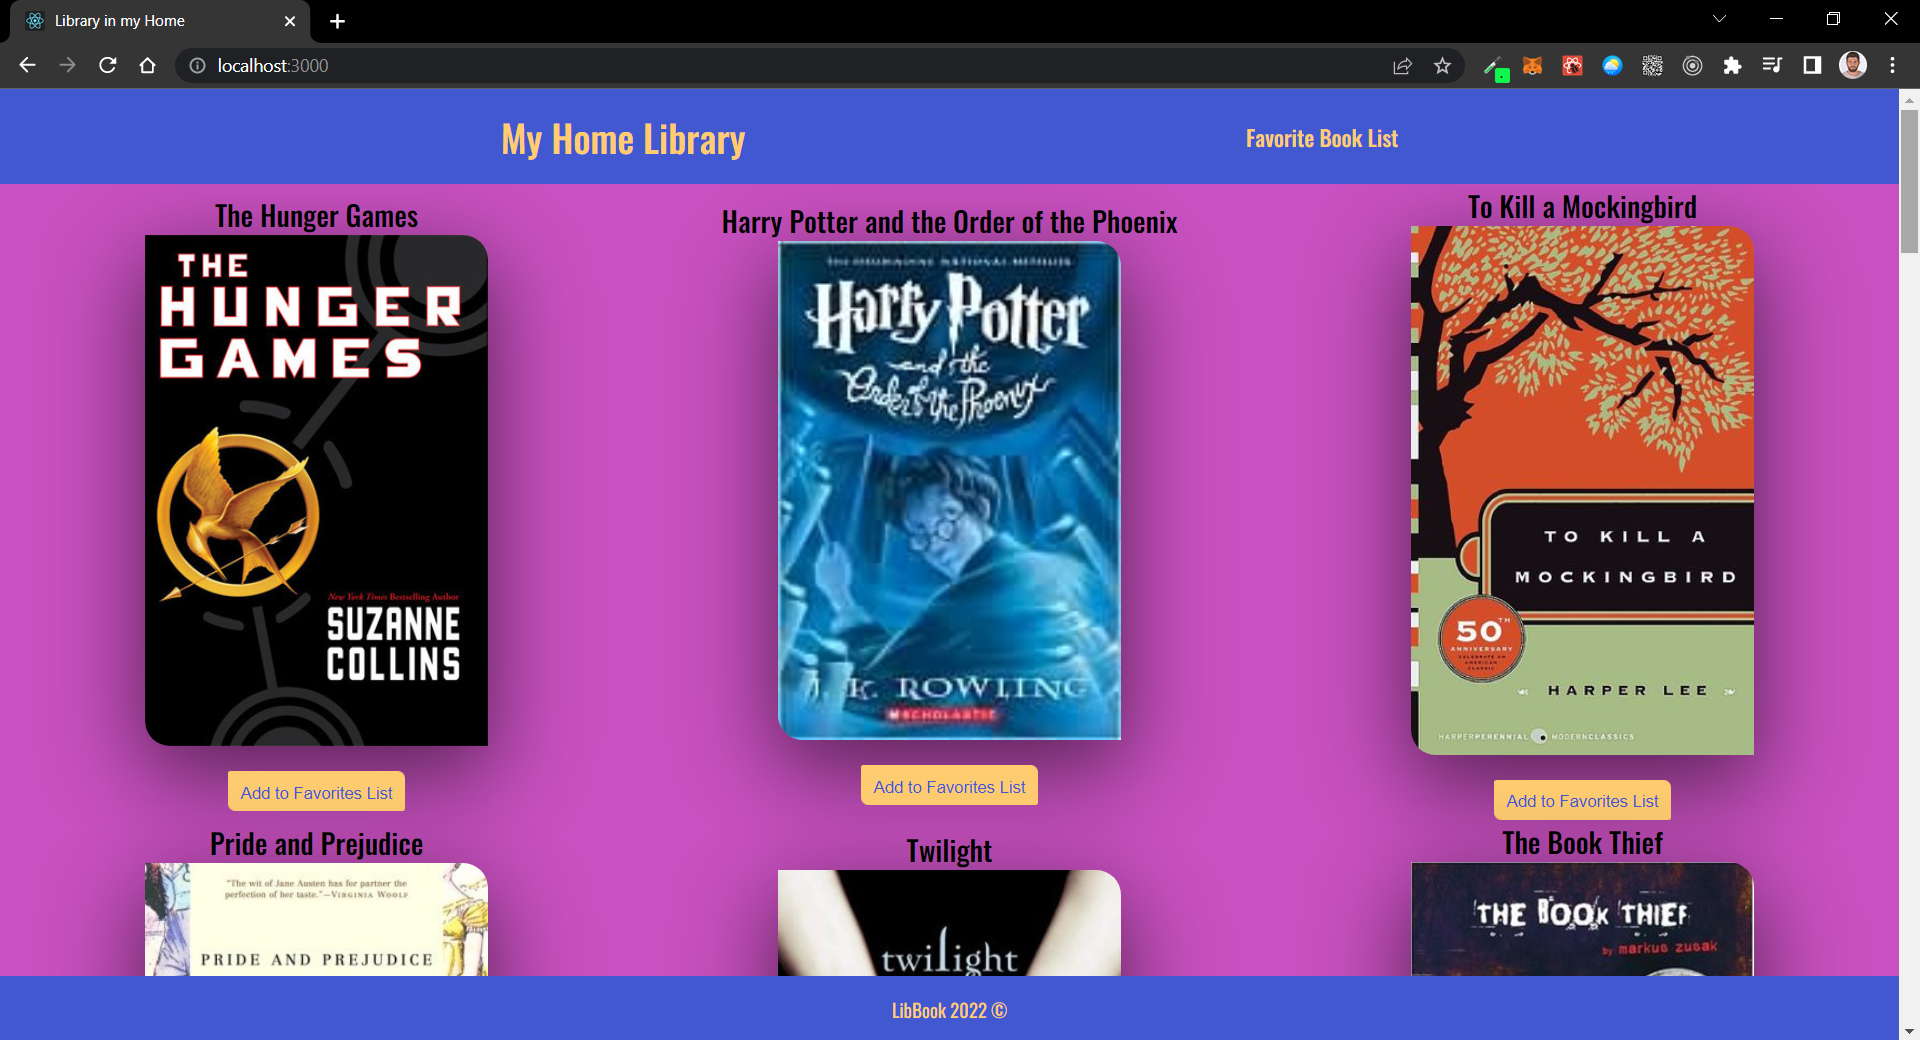 Library in my Home
localhost:3000
My Home Library
Favorite Book List
The Hunger Games
THE
HUNGER
GAMES
New York Times Bestselling Author
SUZANNE
COLLINS
Add to Favorites List
Harry Potter and the Order of the Phoenix
Harry Potter
and the
Order of the Phoenix
J. K. ROWLING
SCHOLASTIC
Add to Favorites List
To Kill a Mockingbird
TO KILL A
MOCKINGBIRD
50TH
ANNIVERSARY
CELEBRATE AN
AMERICAN
CLASSIC
HARPER LEE
HARPERPERENNIAL MODERNCLASSICS
Add to Favorites List
Pride and Prejudice
"The wit of Jane Austen has for partner the
perfection of her taste."—VIRGINIA WOOLF
PRIDE AND PREJUDICE
Twilight
twilight
The Book Thief
THE BOOK THIEF
by markus zusak
LibBook 2022 ©